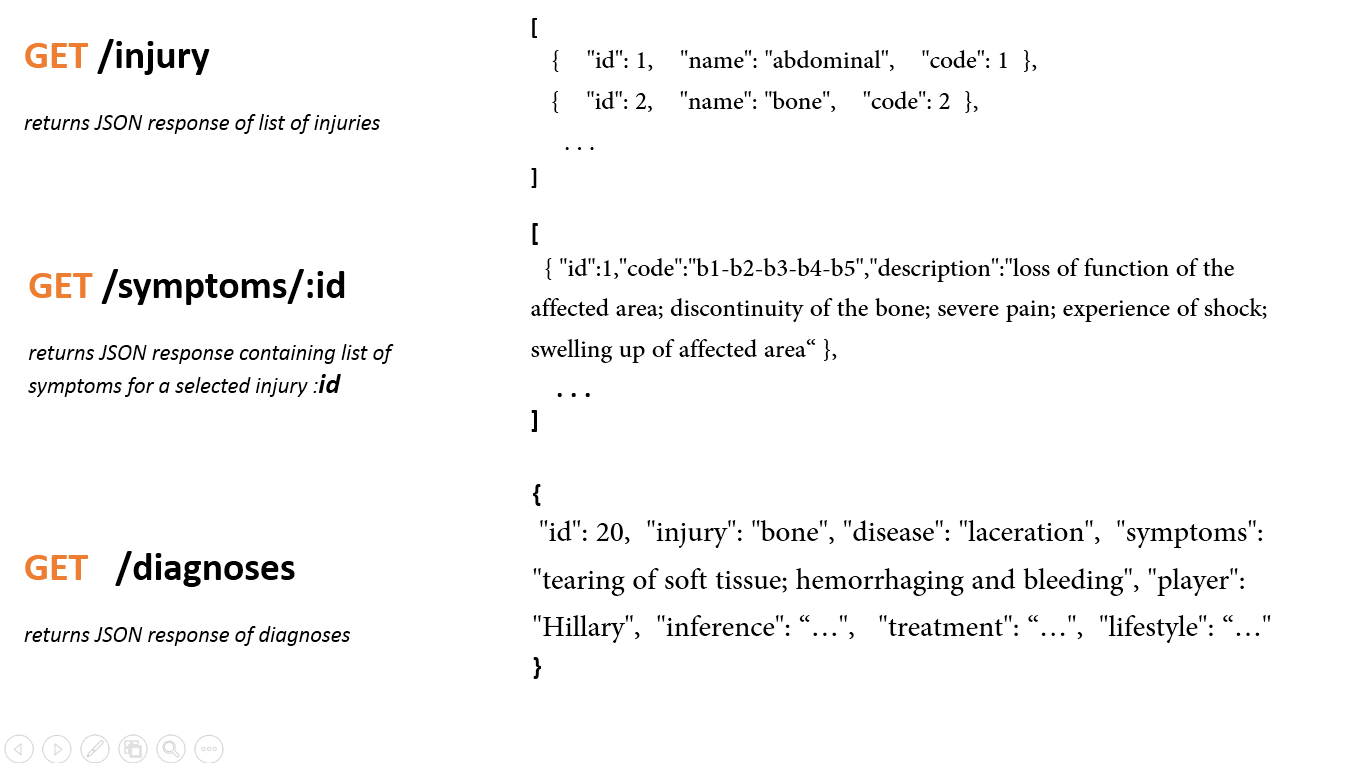 GET /injury
returns JSON response of list of injuries
[
{ "id": 1, "name": "abdominal", "code": 1 },
{ "id": 2, "name": "bone", "code": 2 },
. . .
]
GET /symptoms/:id
returns JSON response containing list of
symptoms for a selected injury :id
[
{ "id":1,"code":"b1-b2-b3-b4-b5","description":"loss of function of the
affected area; discontinuity of the bone; severe pain; experience of shock;
swelling up of affected area“ },
. . .
]
GET /diagnoses
returns JSON response of diagnoses
{
"id": 20, "injury": "bone", "disease": "laceration", "symptoms":
"tearing of soft tissue; hemorrhaging and bleeding", "player":
"Hillary", "inference": “…", "treatment": “…", "lifestyle": “…"
}